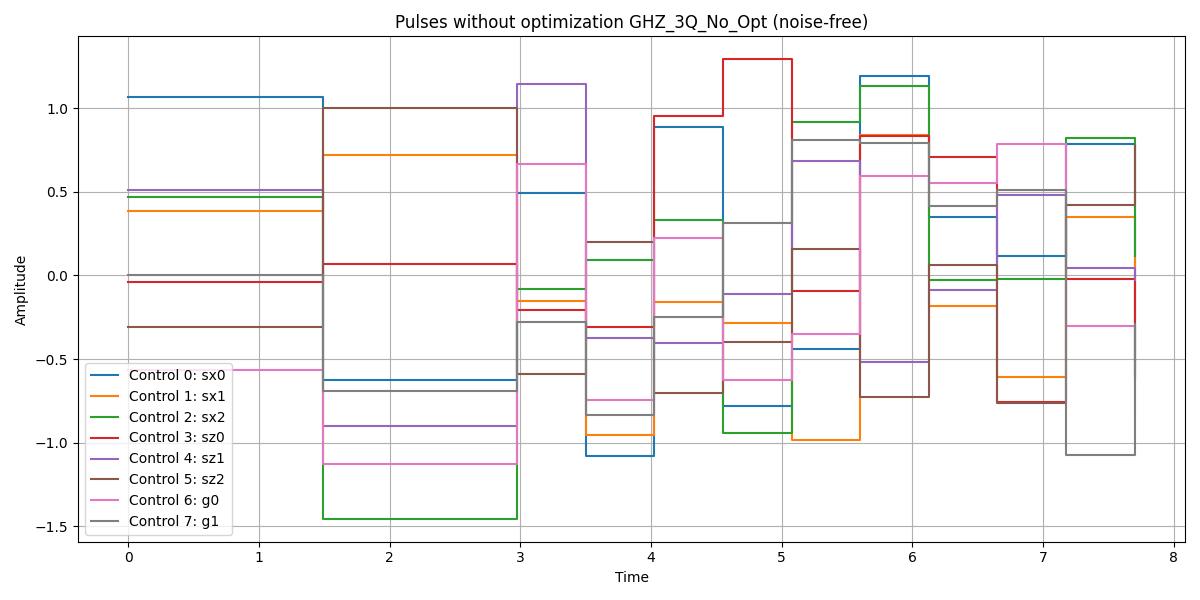 Pulses without optimization GHZ_3Q_No_Opt (noise-free)
1.0
0.5
0.0
−0.5
−1.0
−1.5
Amplitude
Control 0: sx0
Control 1: sx1
Control 2: sx2
Control 3: sz0
Control 4: sz1
Control 5: sz2
Control 6: g0
Control 7: g1
0 1 2 3 4 5 6 7 8
Time